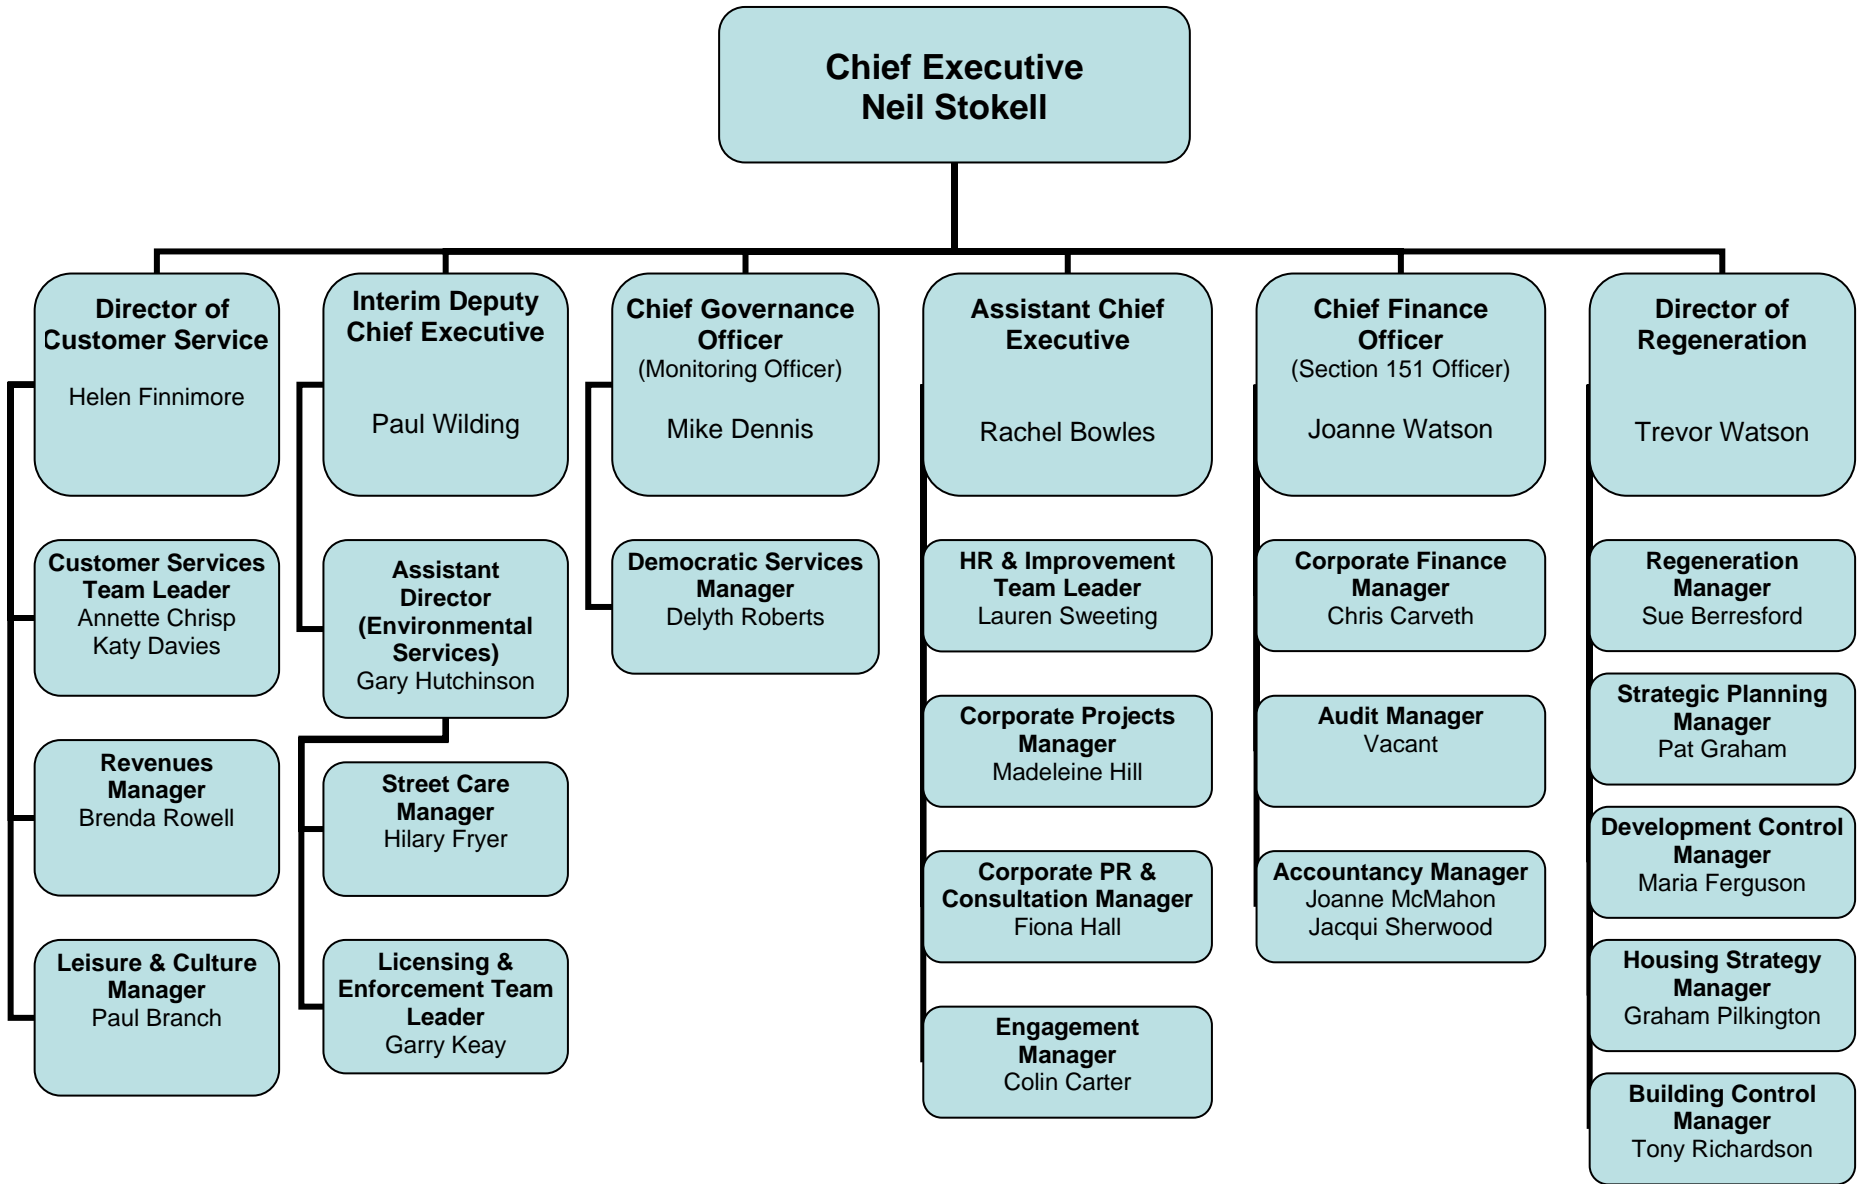 Chief Executive
Neil Stokell
Director of
Customer Service
Helen Finnimore
Customer Services
Team Leader
Annette Chrisp
Katy Davies
Revenues
Manager
Brenda Rowell
Leisure & Culture
Manager
Paul Branch
Interim Deputy
Chief Executive
Paul Wilding
Assistant
Director
(Environmental
Services)
Gary Hutchinson
Street Care
Manager
Hilary Fryer
Licensing &
Enforcement Team
Leader
Garry Keay
Chief Governance
Officer
(Monitoring Officer)
Mike Dennis
Democratic Services
Manager
Delyth Roberts
Assistant Chief
Executive
Rachel Bowles
HR & Improvement
Team Leader
Lauren Sweeting
Corporate Projects
Manager
Madeleine Hill
Corporate PR &
Consultation Manager
Fiona Hall
Engagement
Manager
Colin Carter
Chief Finance
Officer
(Section 151 Officer)
Joanne Watson
Corporate Finance
Manager
Chris Carveth
Audit Manager
Vacant
Accountancy Manager
Joanne McMahon
Jacqui Sherwood
Director of
Regeneration
Trevor Watson
Regeneration
Manager
Sue Berresford
Strategic Planning
Manager
Pat Graham
Development Control
Manager
Maria Ferguson
Housing Strategy
Manager
Graham Pilkington
Building Control
Manager
Tony Richardson